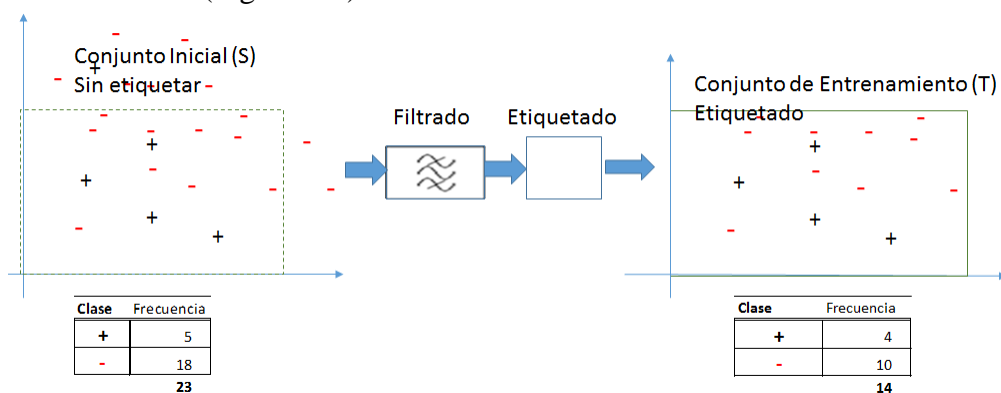 Conjunto Inicial (S)
Sin etiquetar
Filtrado
Etiquetado
Conjunto de Entrenamiento (T)
Etiquetado
Clase Frecuencia
+ 5
- 18
23
Clase Frecuencia
+ 4
- 10
14